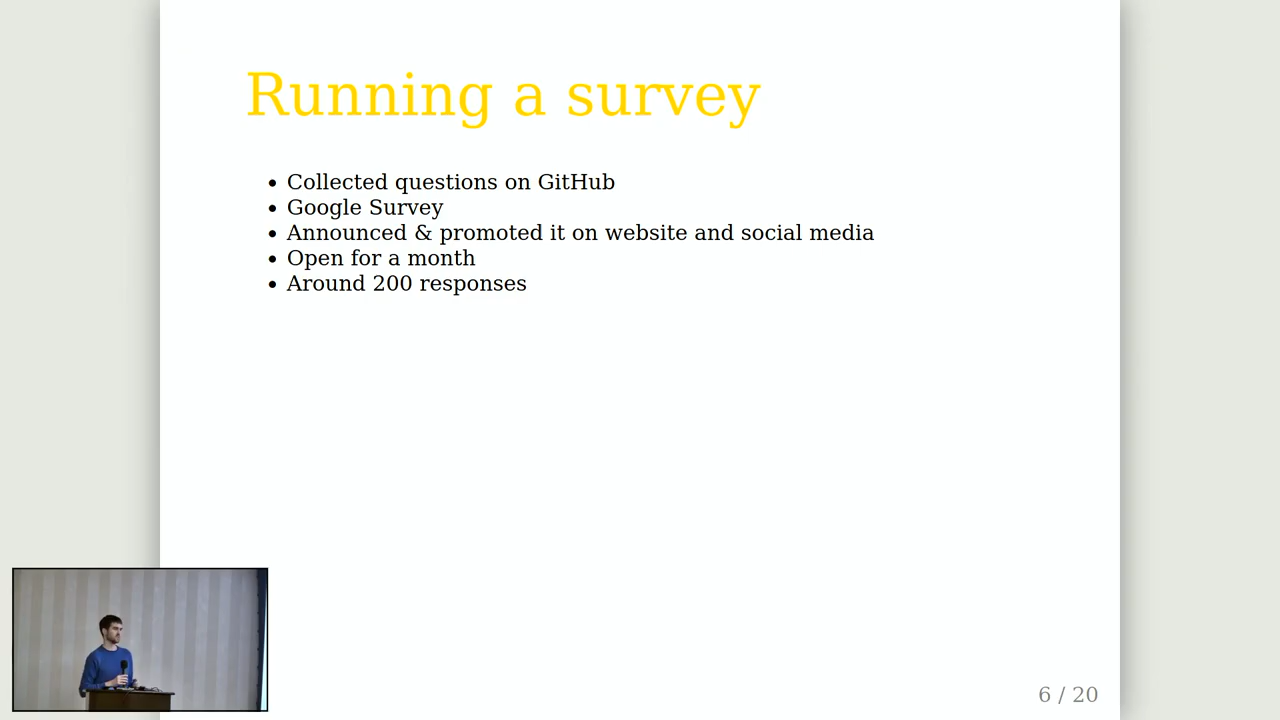 Running a survey
• Collected questions on GitHub
• Google Survey
• Announced & promoted it on website and social media
• Open for a month
• Around 200 responses
6 / 20